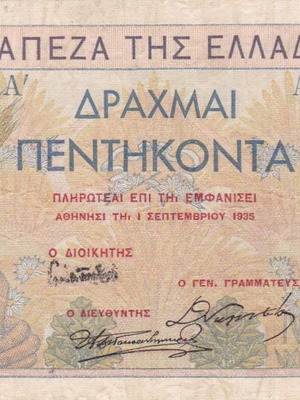 ΑΠΕΖΑ ΤΗΣ ΕΛΛΑΔ
Α΄
ΔΡΑΧΜΑΙ
ΠΕΝΤΗΚΟΝΤΑ
ΠΛΗΡΩΤΕΑΙ ΕΠΙ ΤΗι ΕΜΦΑΝΙΣΕΙ
ΑΘΗΝΗΣΙ ΤΗι 1 ΣΕΠΤΕΜΒΡΙΟΥ 1935
Ο ΔΙΟΙΚΗΤΗΣ
Ο ΓΕΝ. ΓΡΑΜΜΑΤΕΥΣ
Ο ΔΙΕΥΘΥΝΤΗΣ